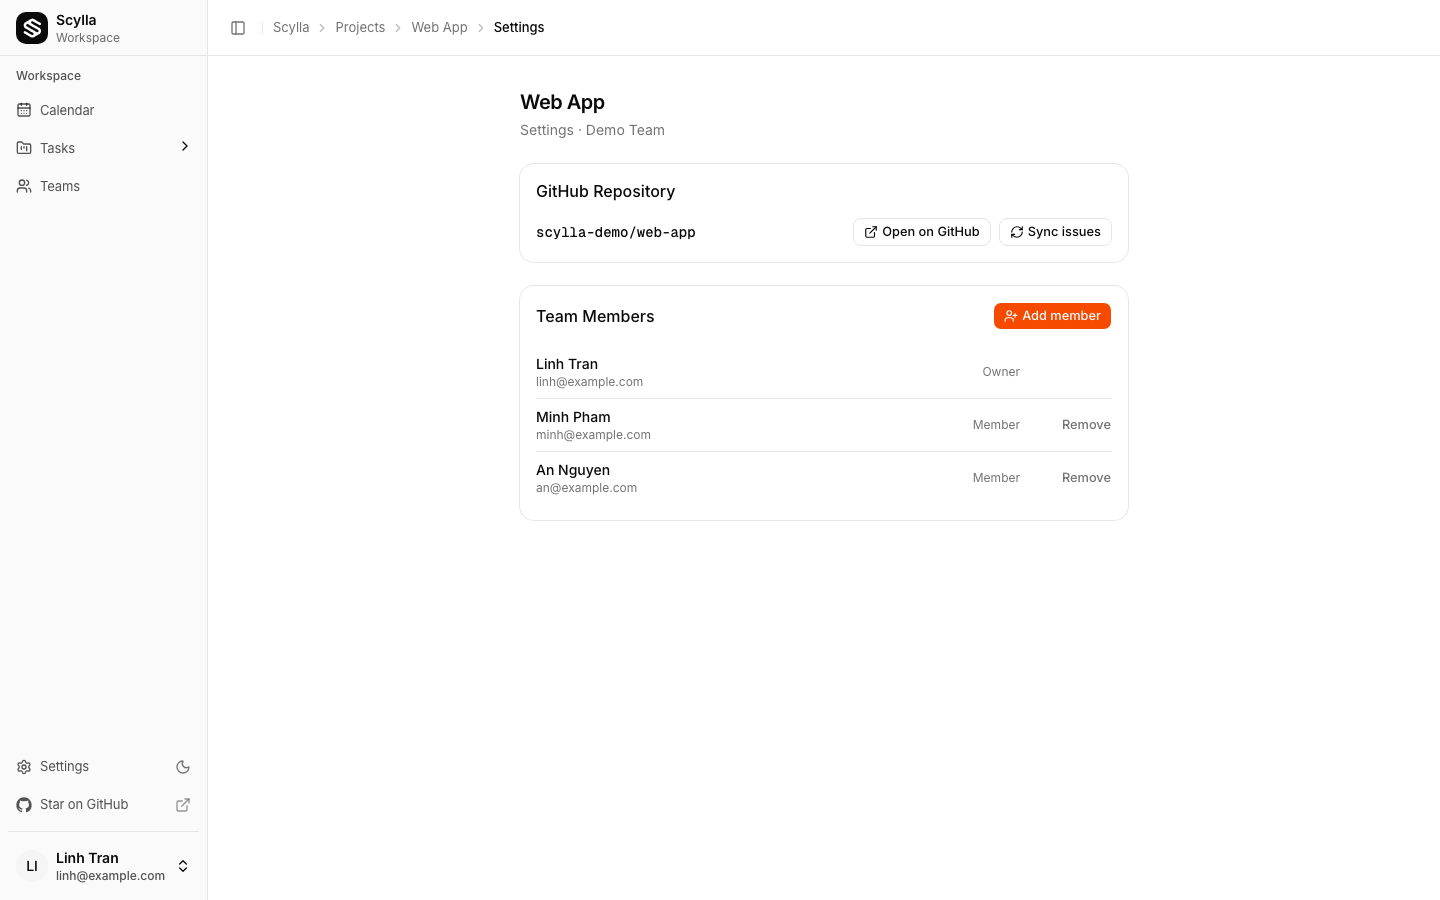 Scylla
Workspace
Workspace
Calendar
Tasks
Teams
Settings
Star on GitHub
LI
Linh Tran
linh@example.com
Scylla > Projects > Web App > Settings
Web App
Settings · Demo Team
GitHub Repository
scylla-demo/web-app
Open on GitHub
Sync issues
Team Members
Add member
Linh Tran
linh@example.com
Owner
Minh Pham
minh@example.com
Member
Remove
An Nguyen
an@example.com
Member
Remove